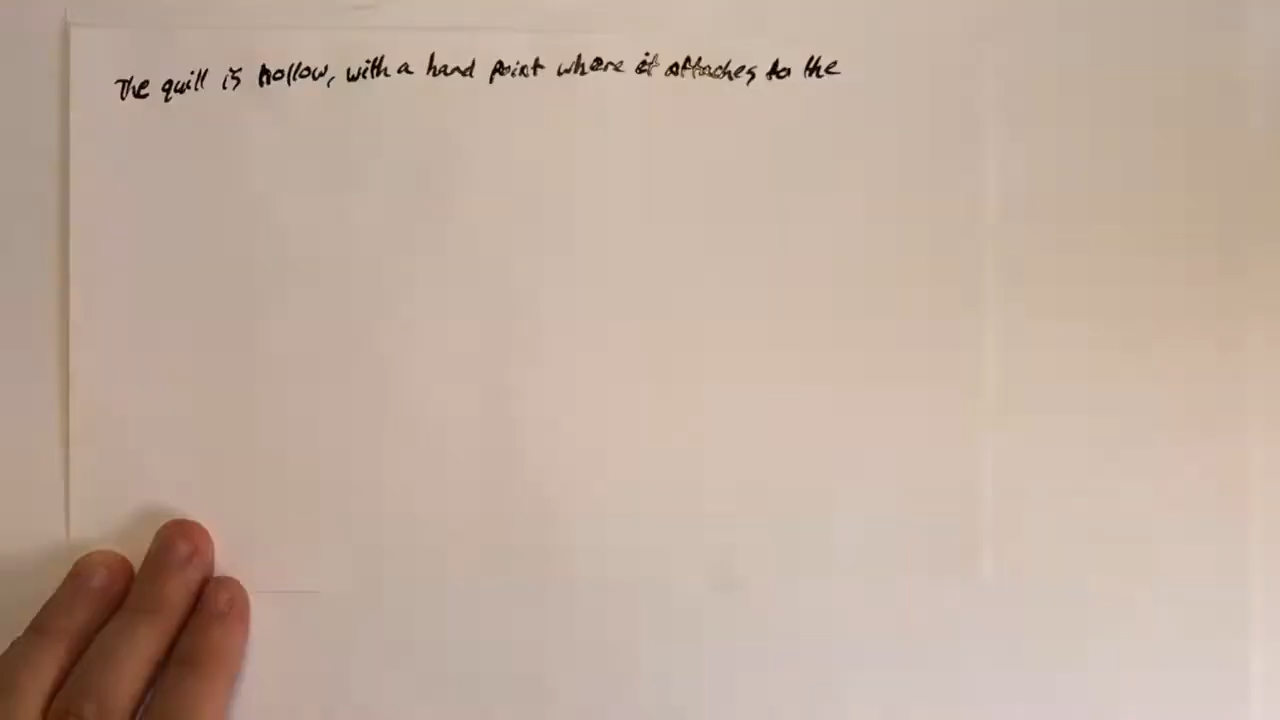 The quill is hollow, with a hard point where it attaches to the